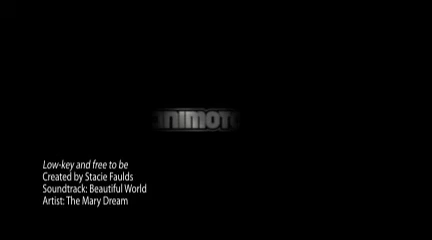 animoto
Low-key and free to be
Created by Stacie Faulds
Soundtrack: Beautiful World
Artist: The Mary Dream